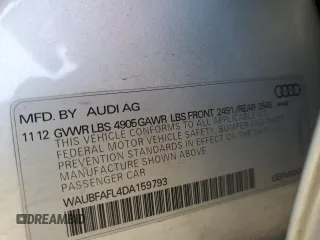 MFD. BY AUDI AG
11 12 GVWR LBS 4905 GAWR LBS FRONT 2491/REAR
THIS VEHICLE CONFORMS TO ALL APPLICABLE
FEDERAL MOTOR VEHICLE SAFETY, BUMPER AND THEFT
PREVENTION STANDARDS IN EFFECT ON THE DATE OF
MANUFACTURE SHOWN ABOVE
PASSENGER CAR
WAUBFAFL4DA159793
GERMANY
DREAMBID